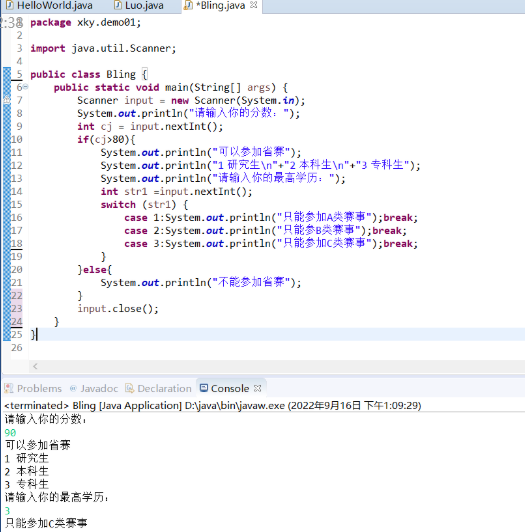 HelloWorld.java Luo.java *Bling.java
1 package xky.demo01;
2
3 import java.util.Scanner;
4
5 public class Bling {
6 public static void main(String[] args) {
7 Scanner input = new Scanner(System.in);
8 System.out.println("请输入你的分数：");
9 int cj = input.nextInt();
10 if(cj>80){
11 System.out.println("可以参加省赛");
12 System.out.println("1 研究生\n"+"2 本科生\n"+"3 专科生");
13 System.out.println("请输入你的最高学历：");
14 int str1 =input.nextInt();
15 switch (str1) {
16 case 1:System.out.println("只能参加A类赛事");break;
17 case 2:System.out.println("只能参B类赛事");break;
18 case 3:System.out.println("只能参加C类赛事");break;
19 }
20 }else{
21 System.out.println("不能参加省赛");
22 }
23 input.close();
24 }
25 }
26
Problems Javadoc Declaration Console
<terminated> Bling [Java Application] D:\java\bin\javaw.exe (2022年9月16日 下午1:09:29)
请输入你的分数：
90
可以参加省赛
1 研究生
2 本科生
3 专科生
请输入你的最高学历：
3
只能参加C类赛事